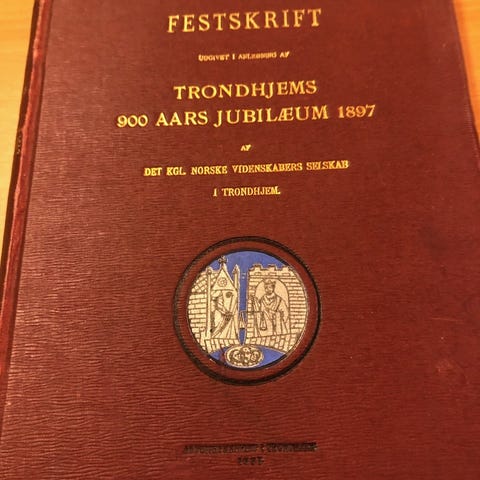 FESTSKRIFT
UDGIVET I ANLEDNING AF
TRONDHJEMS
900 AARS JUBILÆUM 1897
AF
DET KGL. NORSKE VIDENSKABERS SELSKAB
I TRONDHJEM.